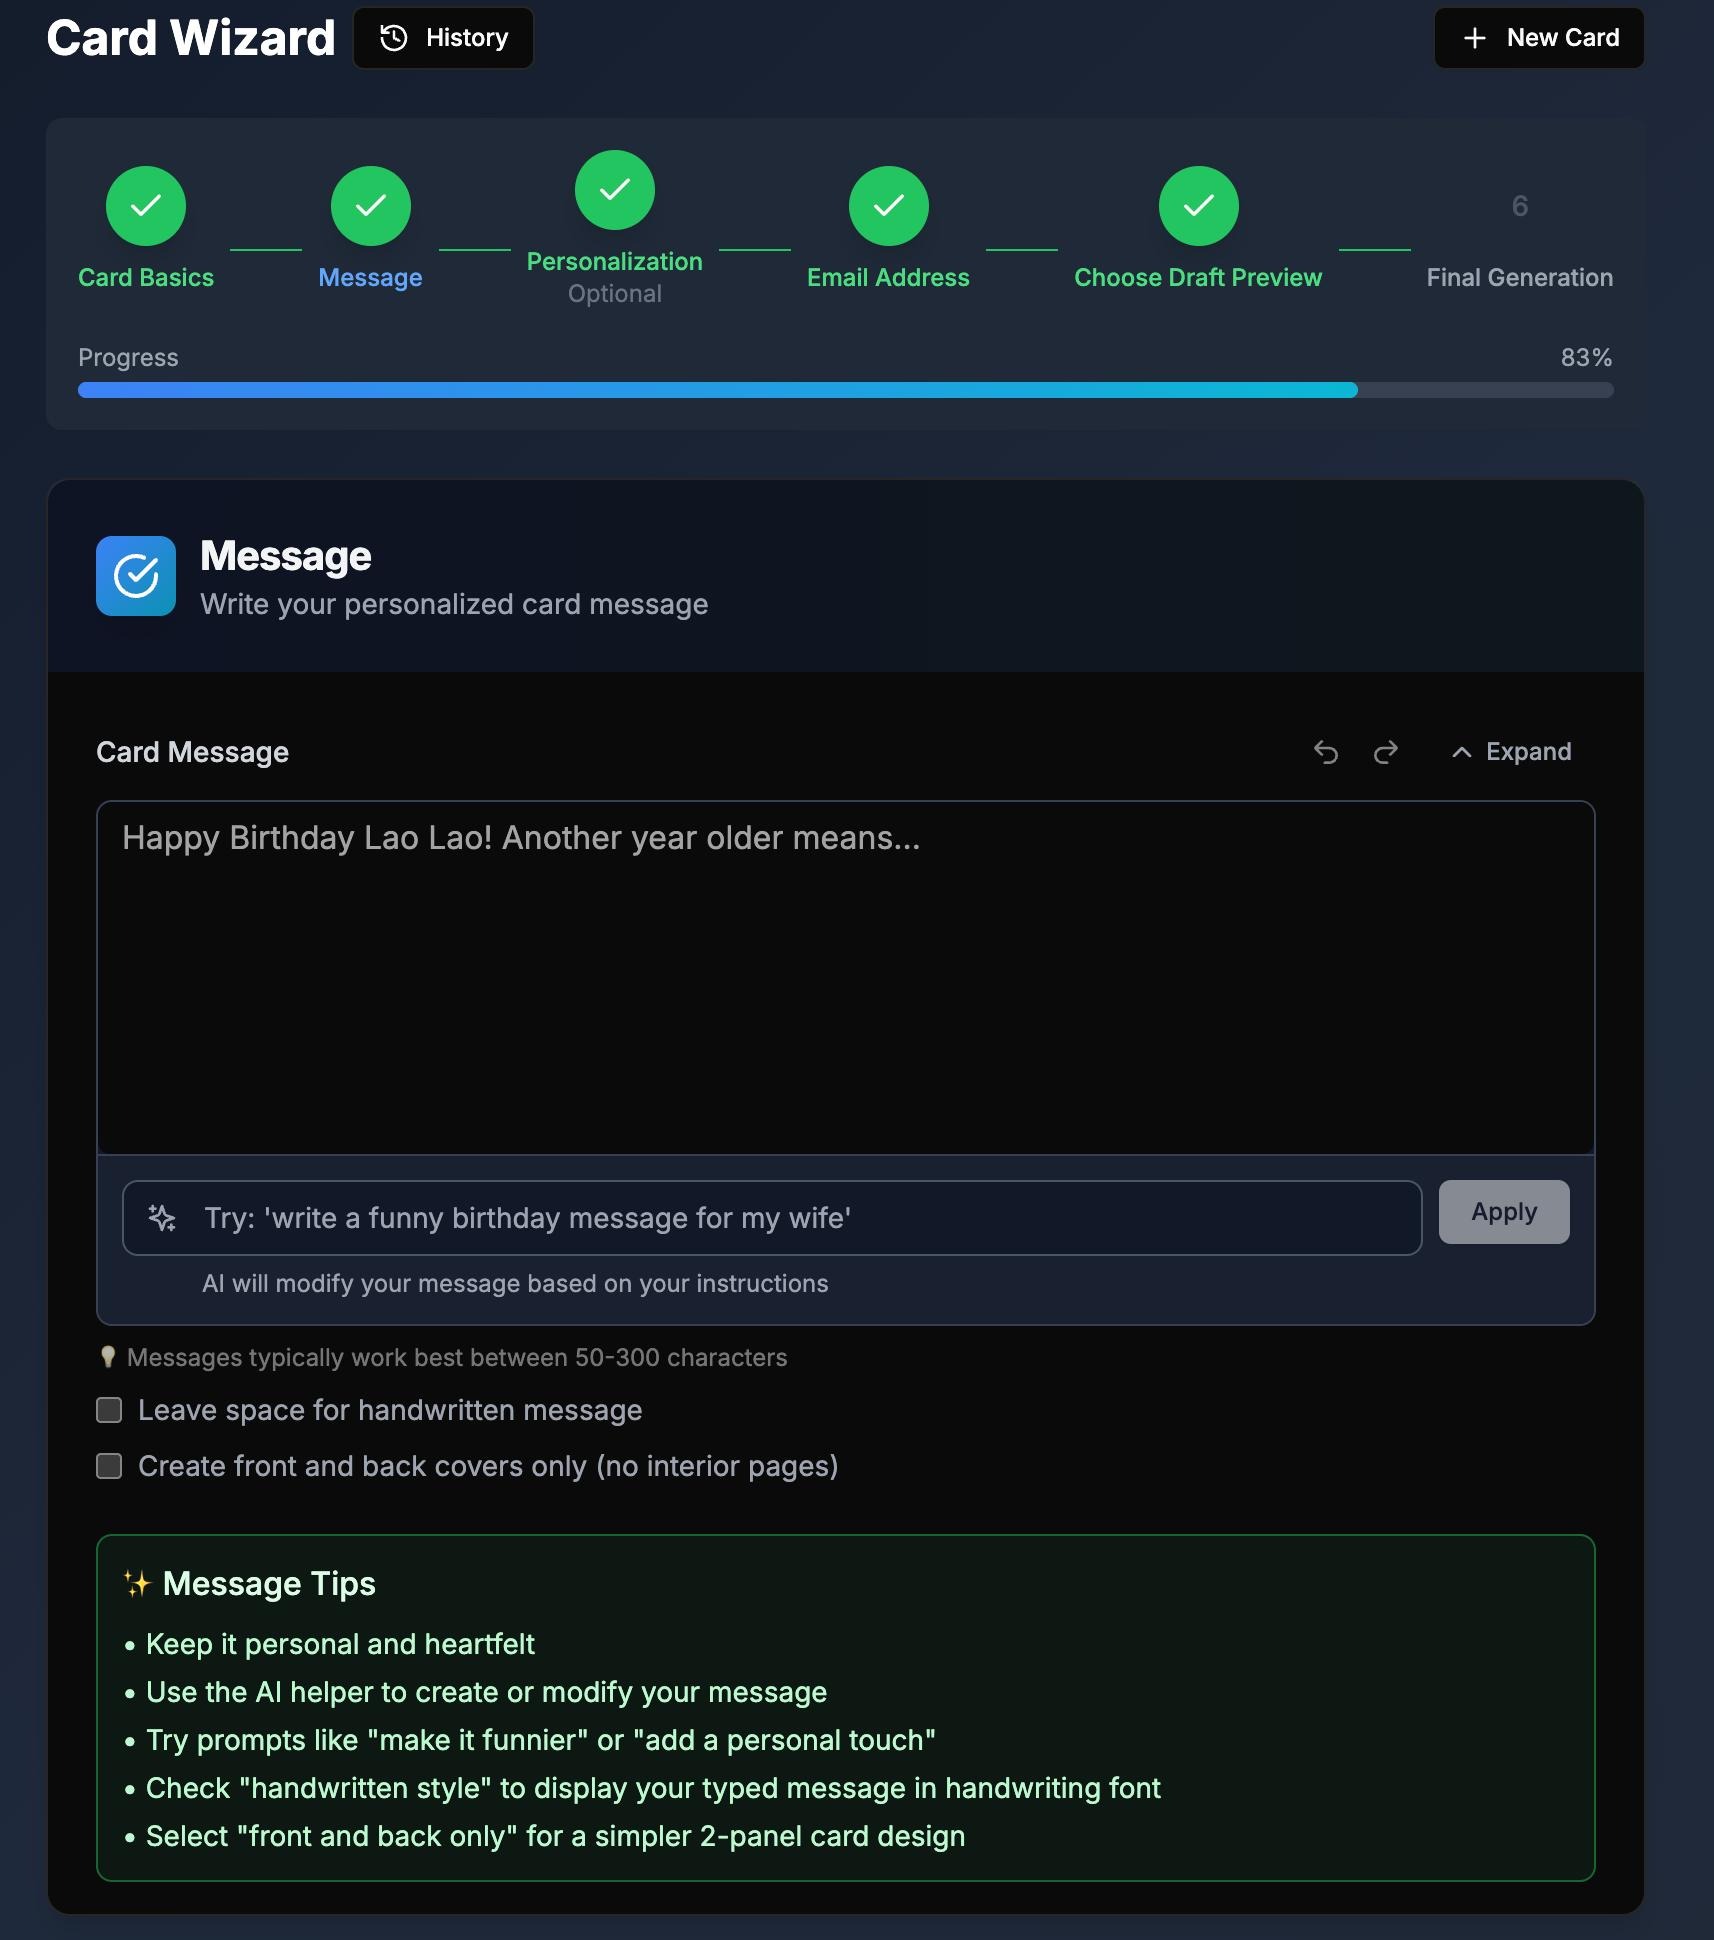 Card Wizard
History
New Card
6
Card Basics
Message
Personalization
Optional
Email Address
Choose Draft Preview
Final Generation
Progress
83%
Message
Write your personalized card message
Card Message
Expand
Happy Birthday Lao Lao! Another year older means...
Try: 'write a funny birthday message for my wife'
Apply
AI will modify your message based on your instructions
💡 Messages typically work best between 50-300 characters
Leave space for handwritten message
Create front and back covers only (no interior pages)
✨ Message Tips
• Keep it personal and heartfelt
• Use the AI helper to create or modify your message
• Try prompts like "make it funnier" or "add a personal touch"
• Check "handwritten style" to display your typed message in handwriting font
• Select "front and back only" for a simpler 2-panel card design